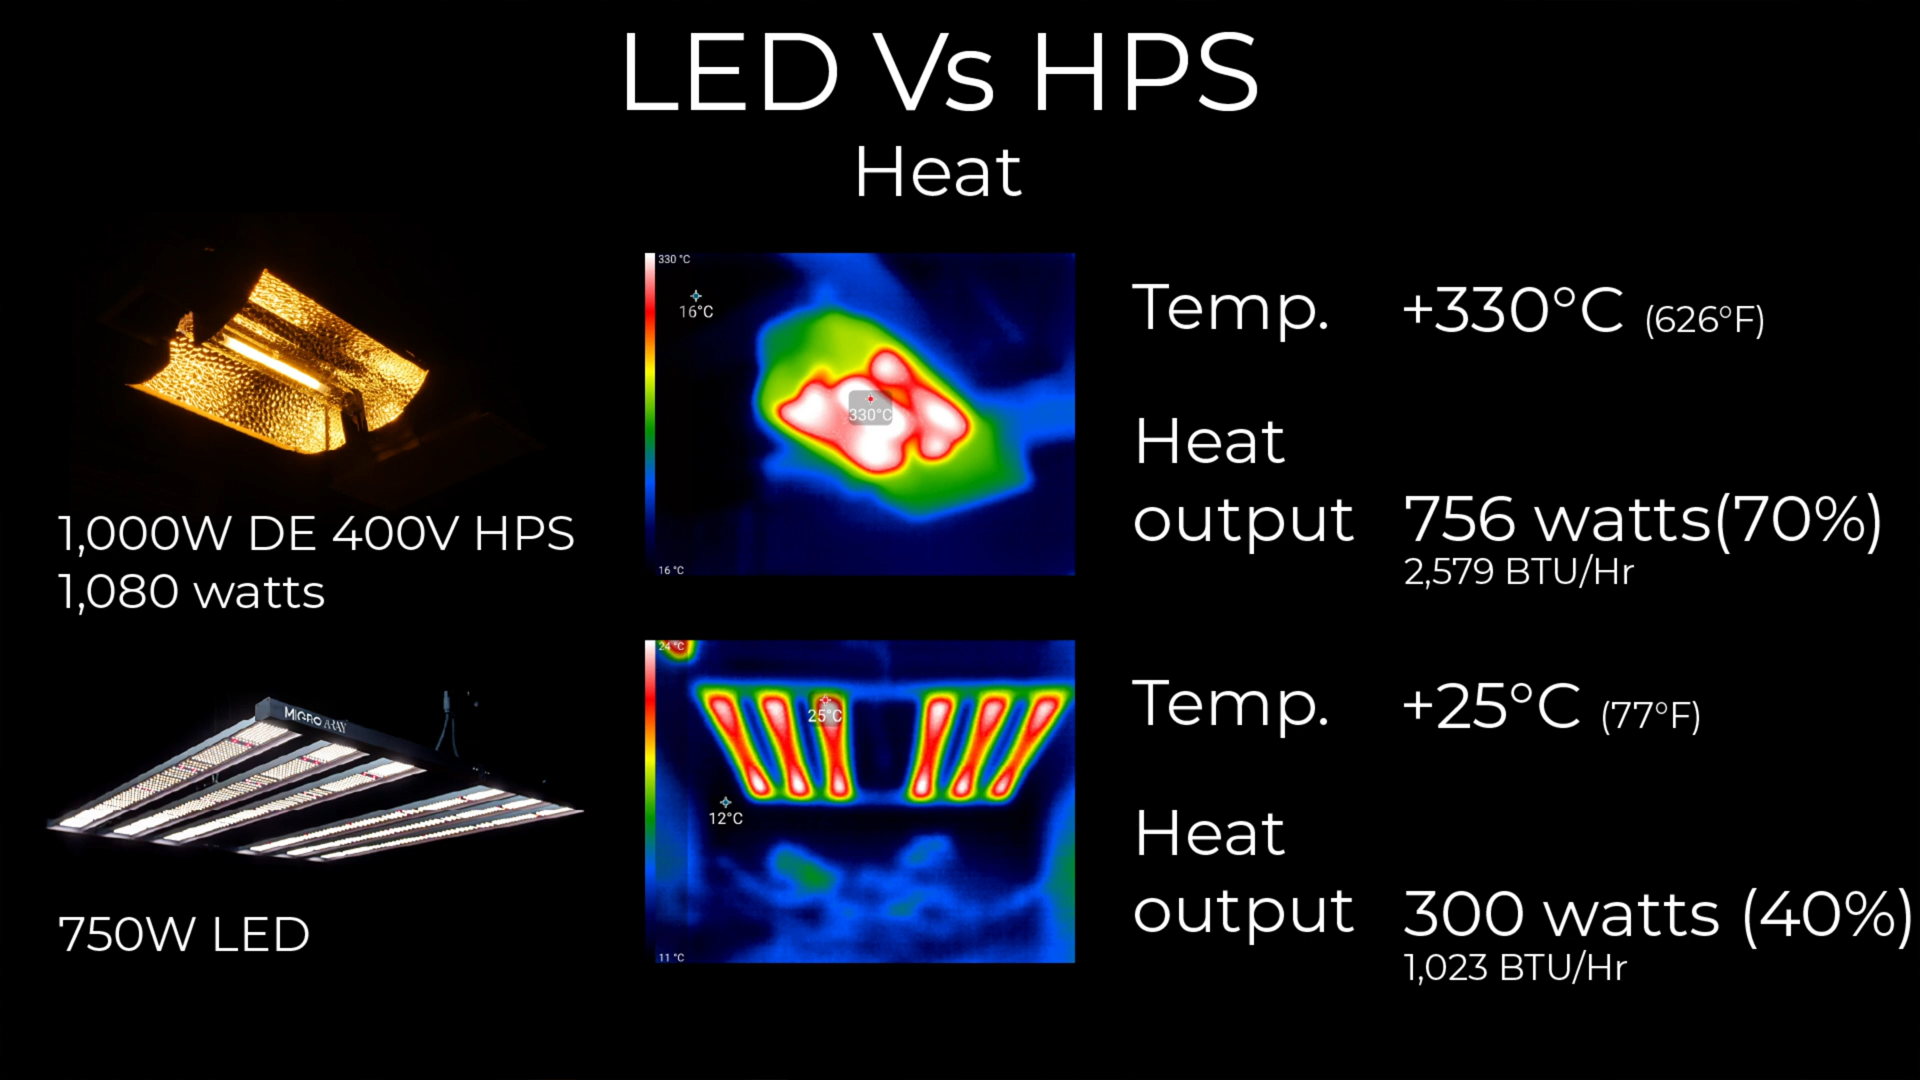 LED Vs HPS
Heat
1,000W DE 400V HPS
1,080 watts
330 °C
16°C
330°C
16 °C
Temp. +330°C (626°F)
Heat
output 756 watts(70%)
2,579 BTU/Hr
MIGRO ARAY
750W LED
24 °C
25°C
12°C
11 °C
Temp. +25°C (77°F)
Heat
output 300 watts (40%)
1,023 BTU/Hr